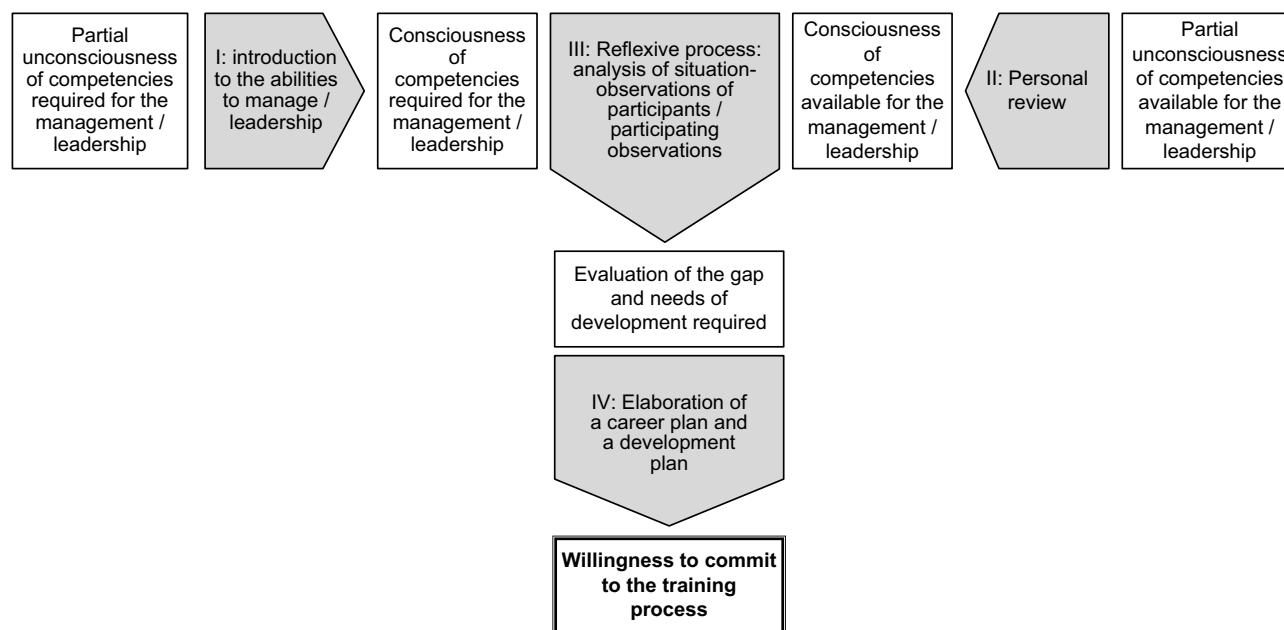 Partial
unconsciousness
of competencies
required for the
management /
leadership
I: introduction
to the abilities
to manage /
leadership
Consciousness
of
competencies
required for the
management /
leadership
III: Reflexive process:
analysis of situation-
observations of
participants /
participating
observations
Consciousness
of
competencies
available for the
management /
leadership
II: Personal
review
Partial
unconsciousness
of competencies
available for the
management /
leadership
Evaluation of the gap
and needs of
development required
IV: Elaboration of
a career plan and
a development
plan
Willingness to commit
to the training
process